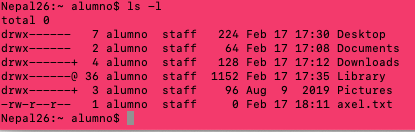 Nepal26:~ alumno$ ls -l
total 0
drwx------   7 alumno  staff   224 Feb 17 17:30 Desktop
drwx------   2 alumno  staff    64 Feb 17 17:08 Documents
drwx------+  4 alumno  staff   128 Feb 17 17:12 Downloads
drwx------@ 36 alumno  staff  1152 Feb 17 17:35 Library
drwx------+  3 alumno  staff    96 Aug  9  2019 Pictures
-rw-r--r--   1 alumno  staff     0 Feb 17 18:11 axel.txt
Nepal26:~ alumno$